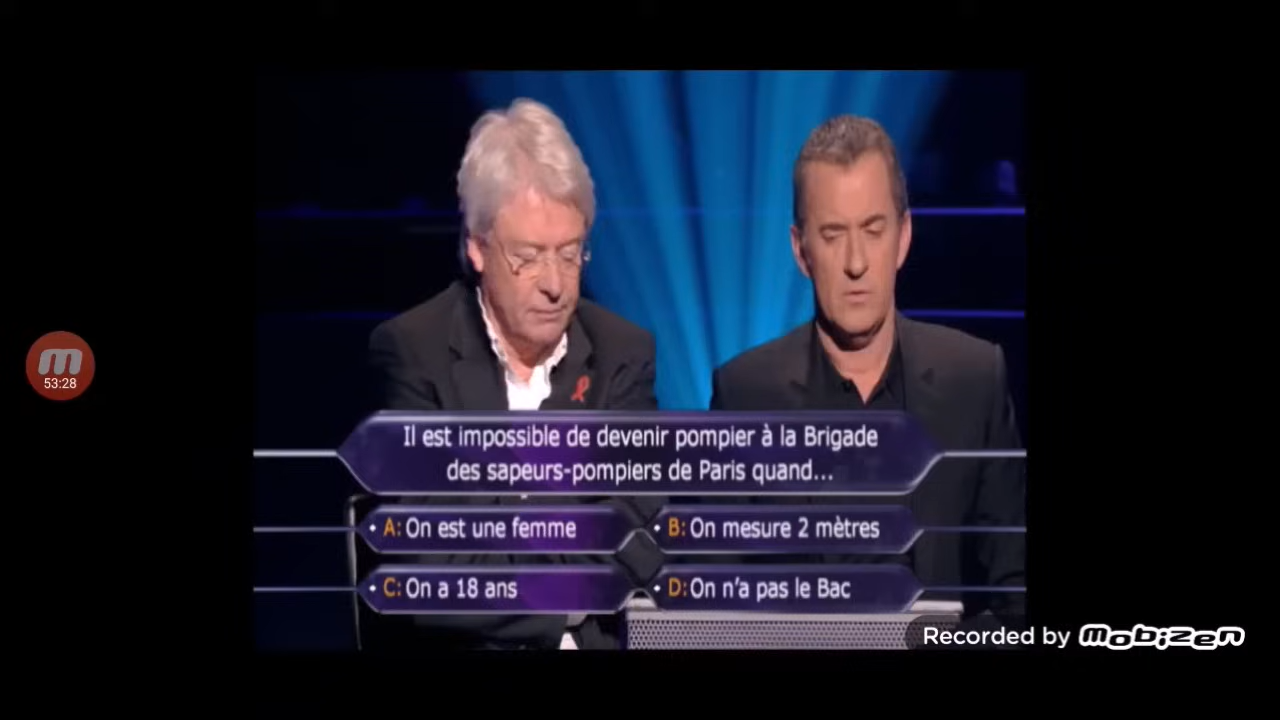 Il est impossible de devenir pompier à la Brigade
des sapeurs-pompiers de Paris quand...
A: On est une femme
B: On mesure 2 mètres
C: On a 18 ans
D: On n'a pas le Bac
53:28
Recorded by mobizen